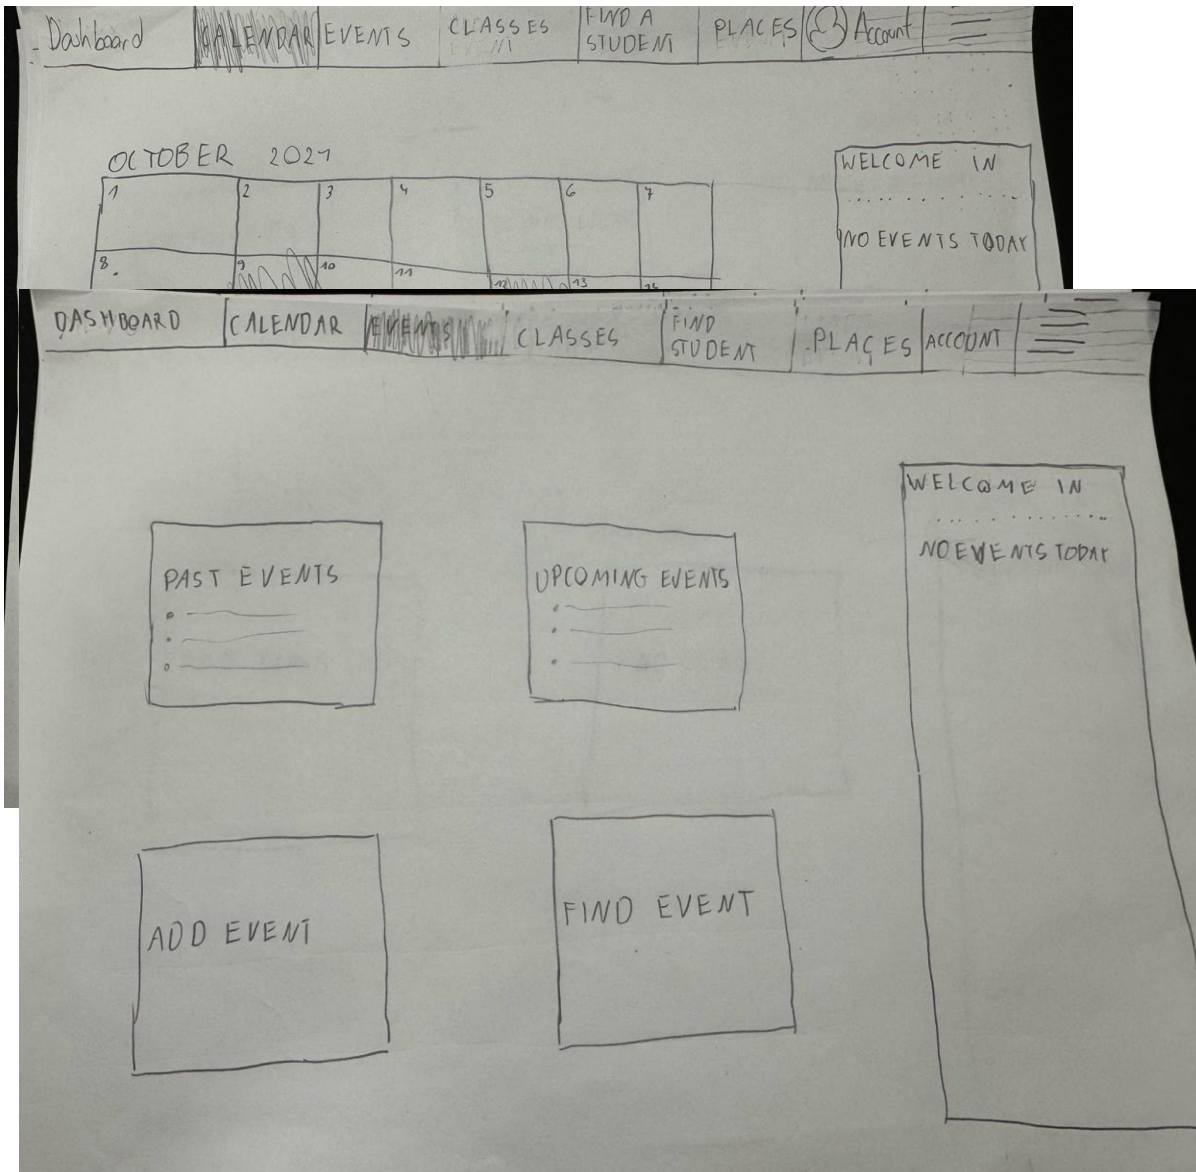 Dashboard
CALENDAR
EVENTS
CLASSES
FIND A
STUDENT
PLACES
Account
OCTOBER 2021
WELCOME IN
NO EVENTS TODAY
1 2 3 4 5 6 7
8 9 10 11 12 13
DASHBOARD
CALENDAR
EVENTS
CLASSES
FIND
STUDENT
PLACES
ACCOUNT
WELCOME IN
NO EVENTS TODAY
PAST EVENTS
UPCOMING EVENTS
ADD EVENT
FIND EVENT